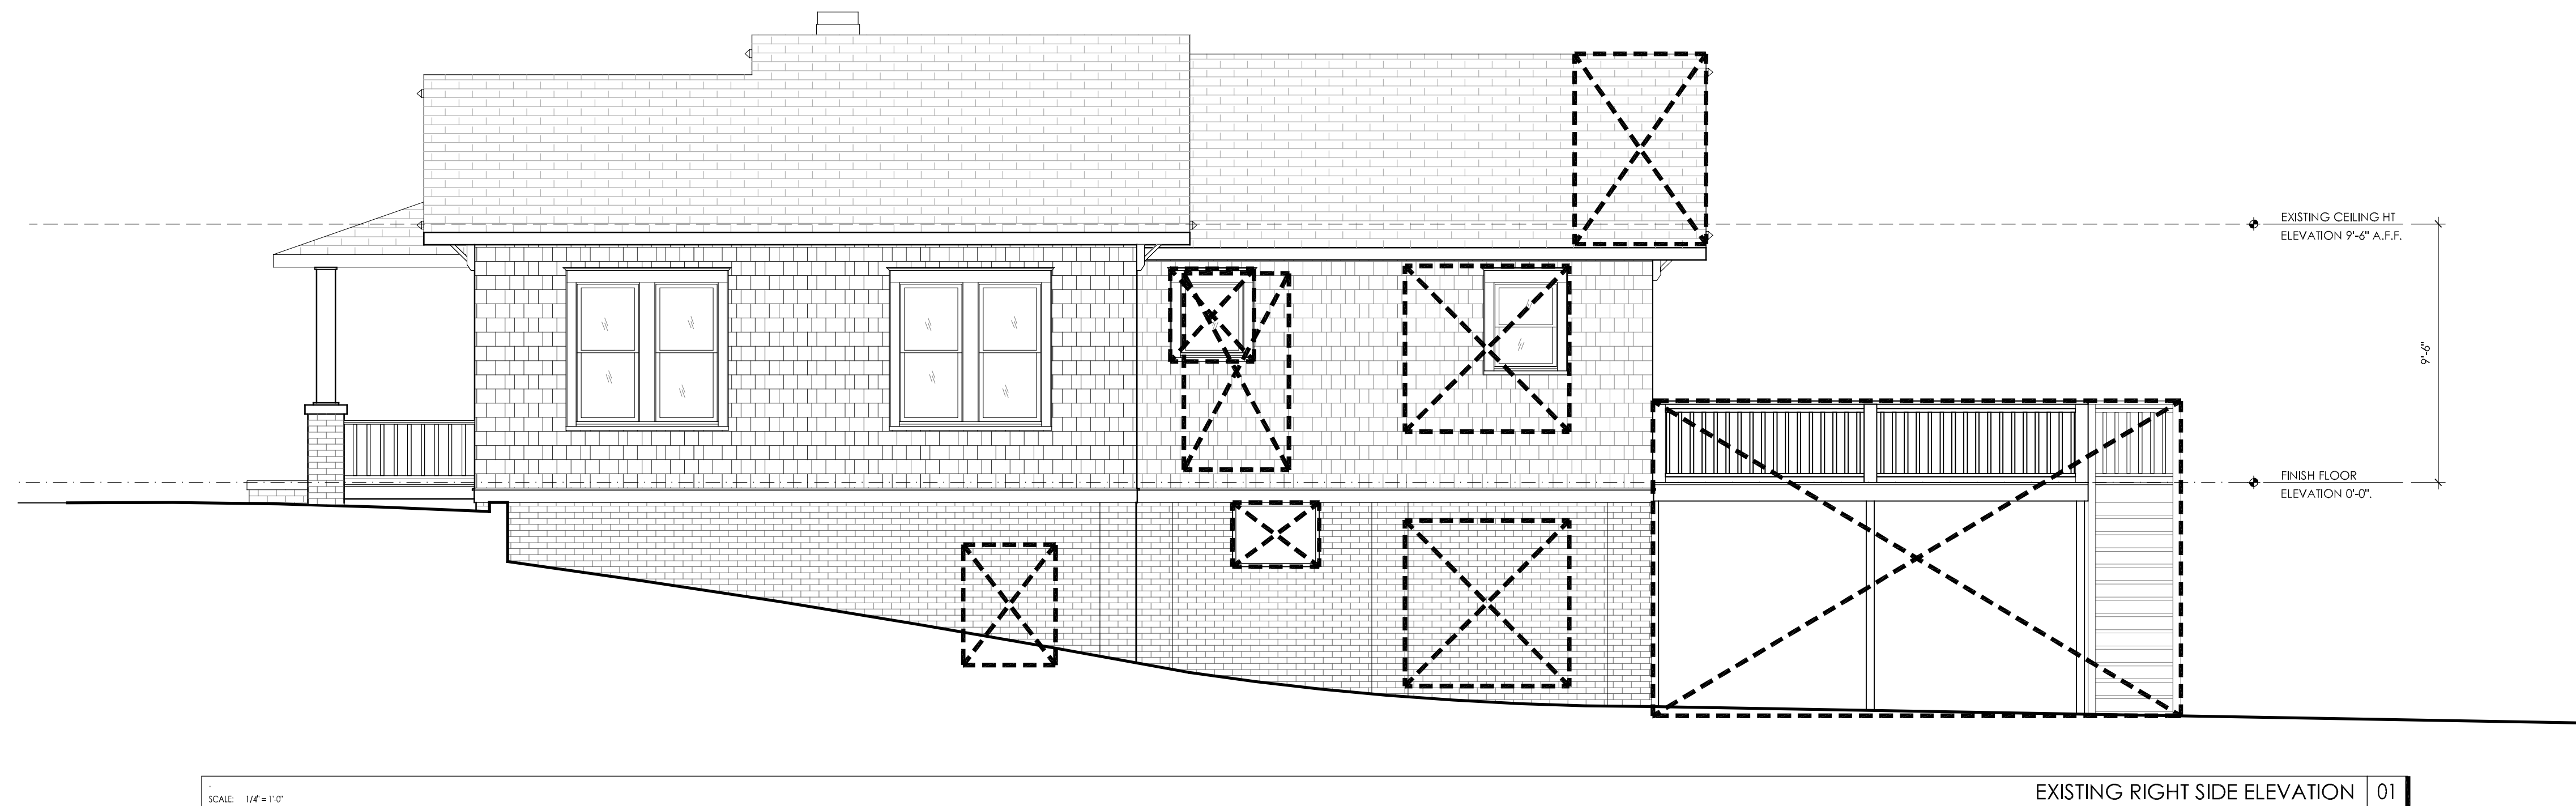 EXISTING CEILING HT
ELEVATION 9'-6" A.F.F.
9'-6"
FINISH FLOOR
ELEVATION 0'-0".
SCALE: 1/4" = 1'-0"
EXISTING RIGHT SIDE ELEVATION 01